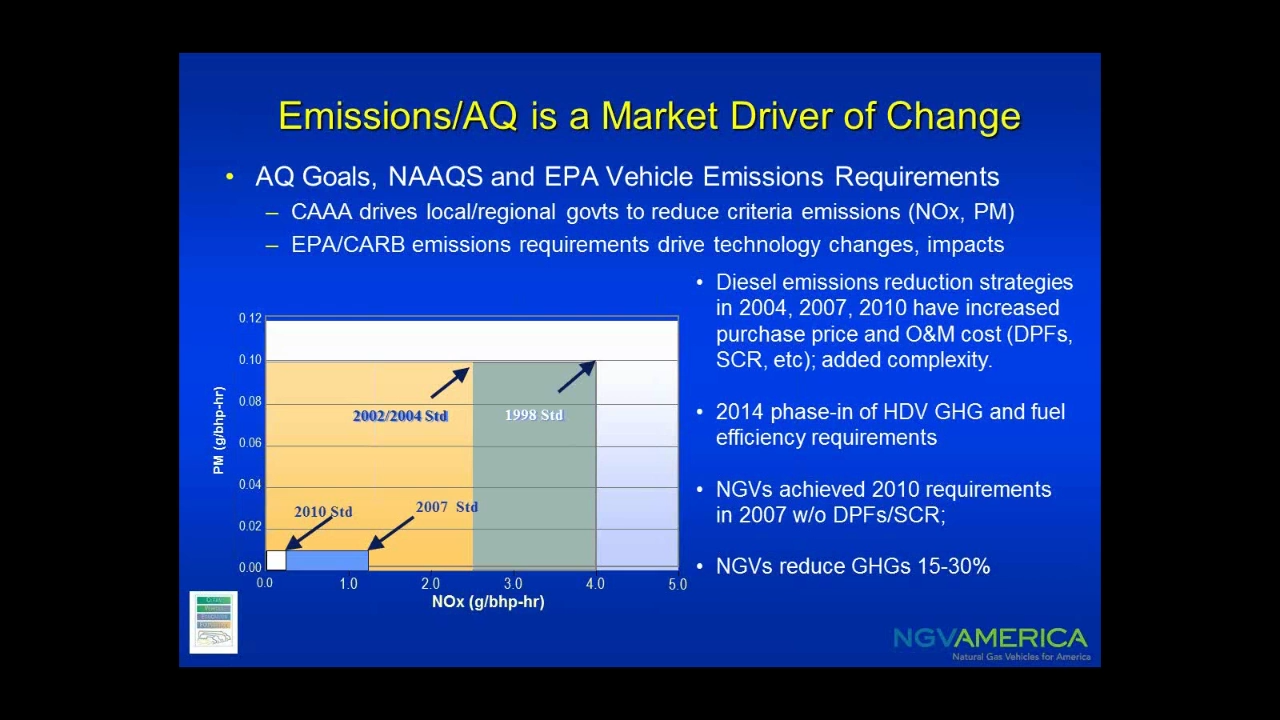 Emissions/AQ is a Market Driver of Change
• AQ Goals, NAAQS and EPA Vehicle Emissions Requirements
– CAAA drives local/regional govts to reduce criteria emissions (NOx, PM)
– EPA/CARB emissions requirements drive technology changes, impacts
• Diesel emissions reduction strategies
in 2004, 2007, 2010 have increased
purchase price and O&M cost (DPFs,
SCR, etc); added complexity.
• 2014 phase-in of HDV GHG and fuel
efficiency requirements
• NGVs achieved 2010 requirements
in 2007 w/o DPFs/SCR;
• NGVs reduce GHGs 15-30%
PM (g/bhp-hr)
0.12
0.10
0.08
0.06
0.04
0.02
0.00
2002/2004 Std
1998 Std
2010 Std
2007 Std
0.0 1.0 2.0 3.0 4.0 5.0
NOx (g/bhp-hr)
NGVAMERICA
Natural Gas Vehicles for America